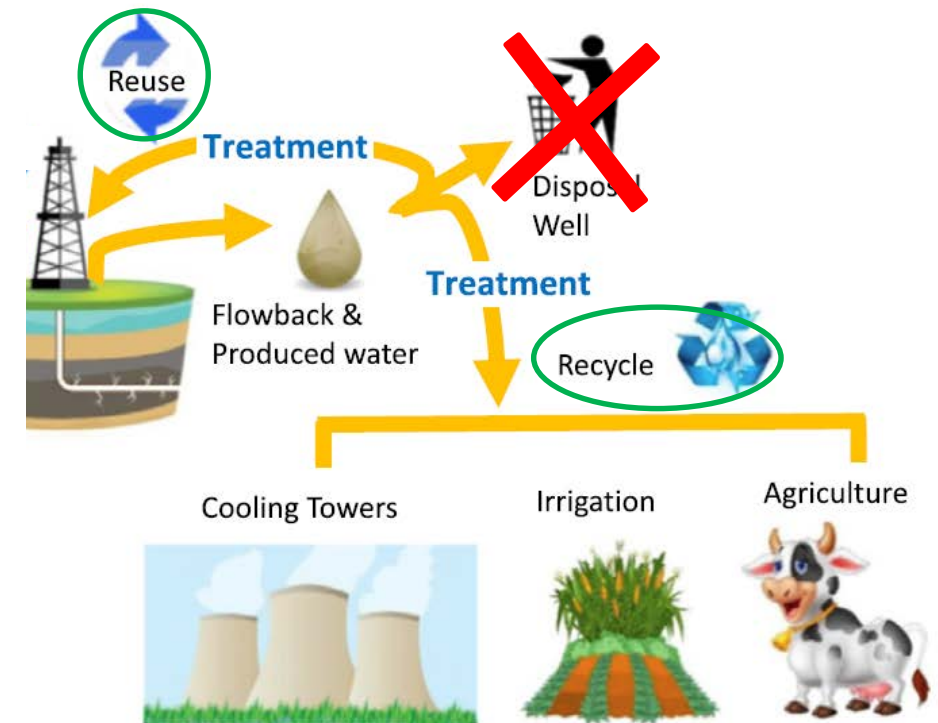 Reuse
Treatment
Disposal
Well
Treatment
Flowback &
Produced water
Recycle
Cooling Towers
Irrigation
Agriculture